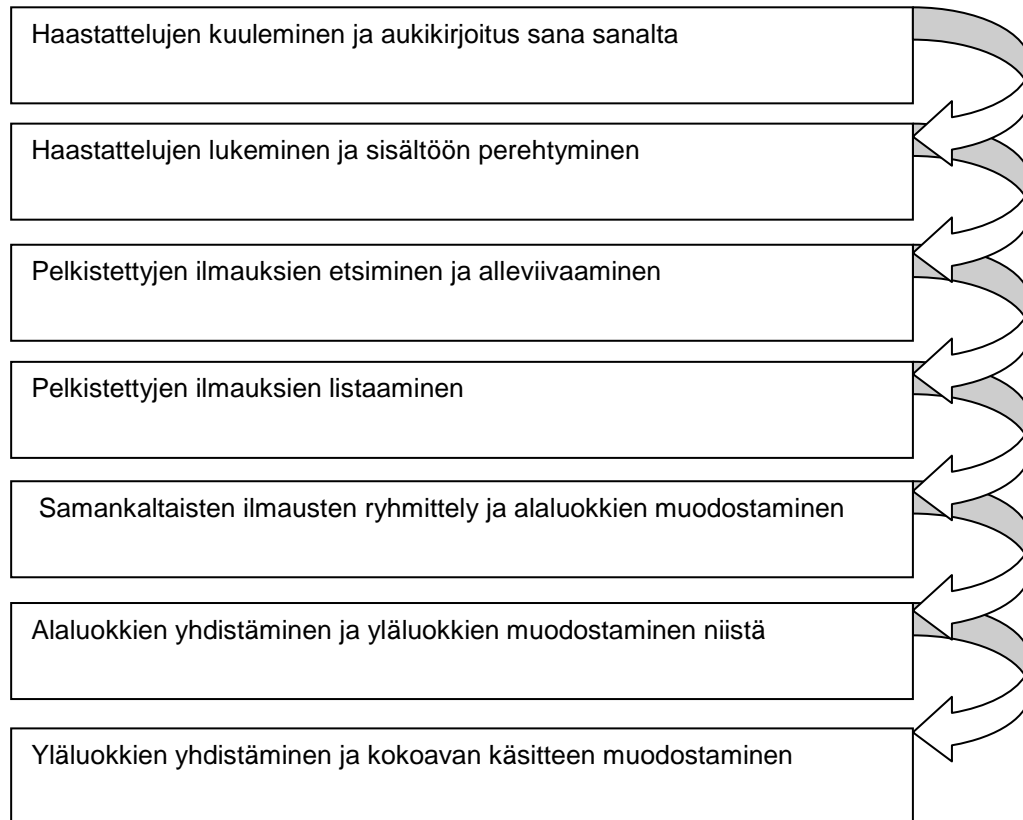 Haastattelujen kuuleminen ja aukikirjoitus sana sanalta
Haastattelujen lukeminen ja sisältöön perehtyminen
Pelkistettyjen ilmauksien etsiminen ja alleviivaaminen
Pelkistettyjen ilmauksien listaaminen
Samankaltaisten ilmausten ryhmittely ja alaluokkien muodostaminen
Alaluokkien yhdistäminen ja yläluokkien muodostaminen niistä
Yläluokkien yhdistäminen ja kokoavan käsitteen muodostaminen